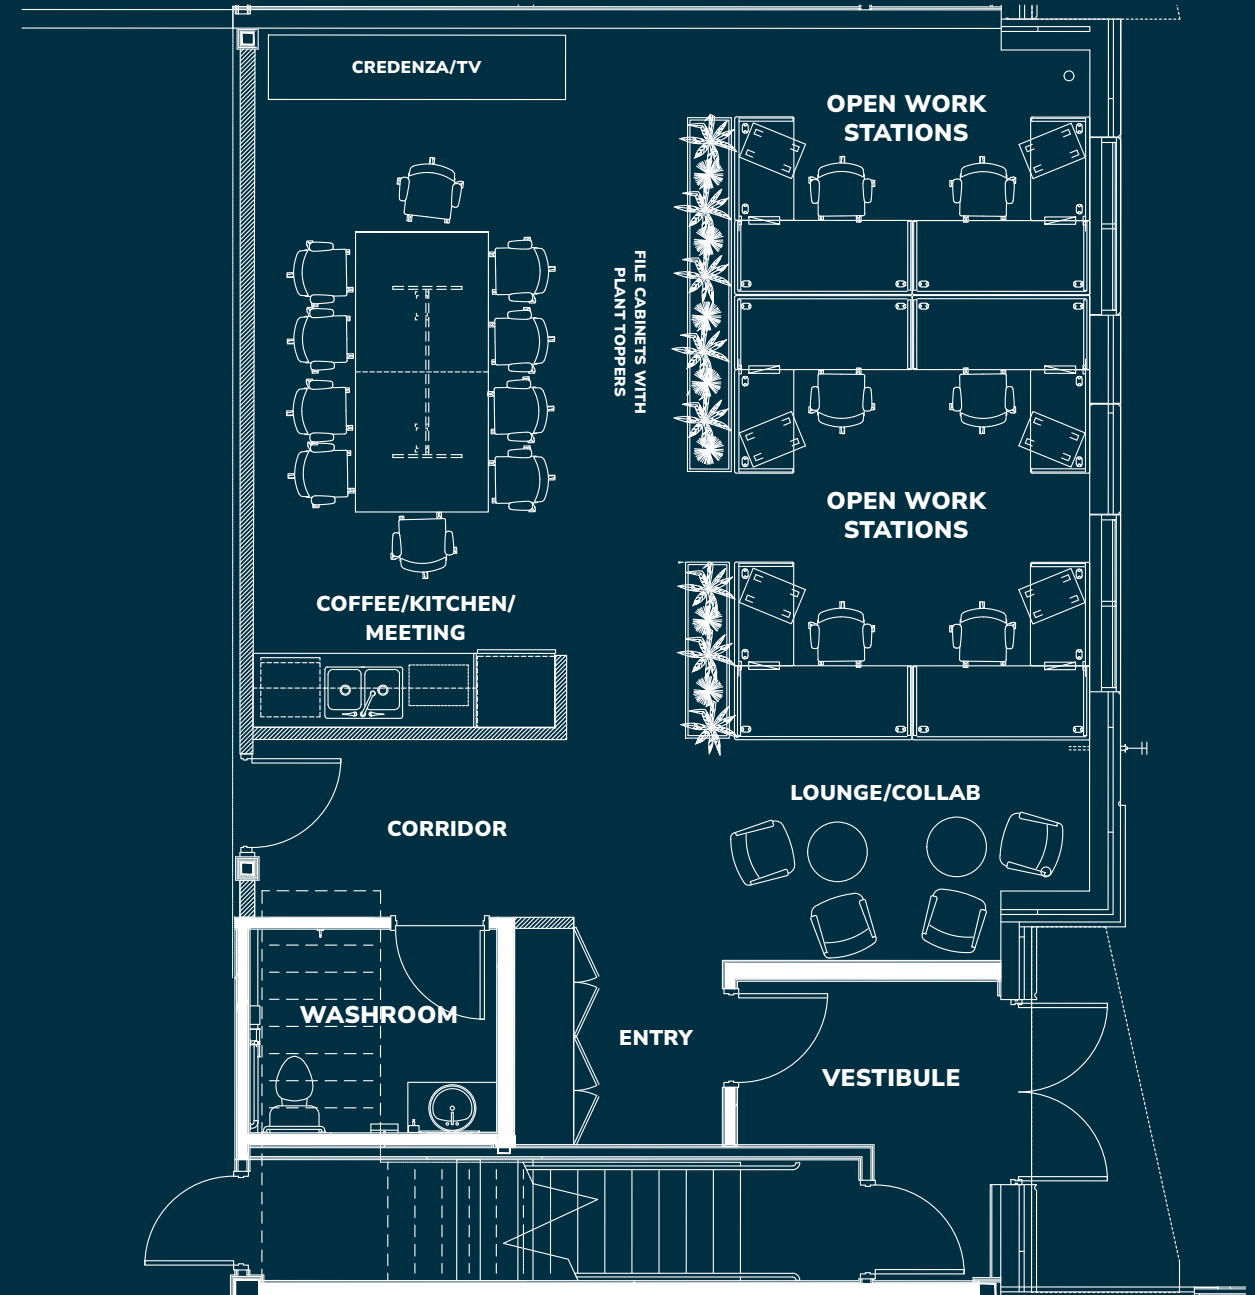 CREDENZA/TV
OPEN WORK
STATIONS
FILE CABINETS WITH
PLANT TOPPERS
OPEN WORK
STATIONS
COFFEE/KITCHEN/
MEETING
LOUNGE/COLLAB
CORRIDOR
WASHROOM
ENTRY
VESTIBULE